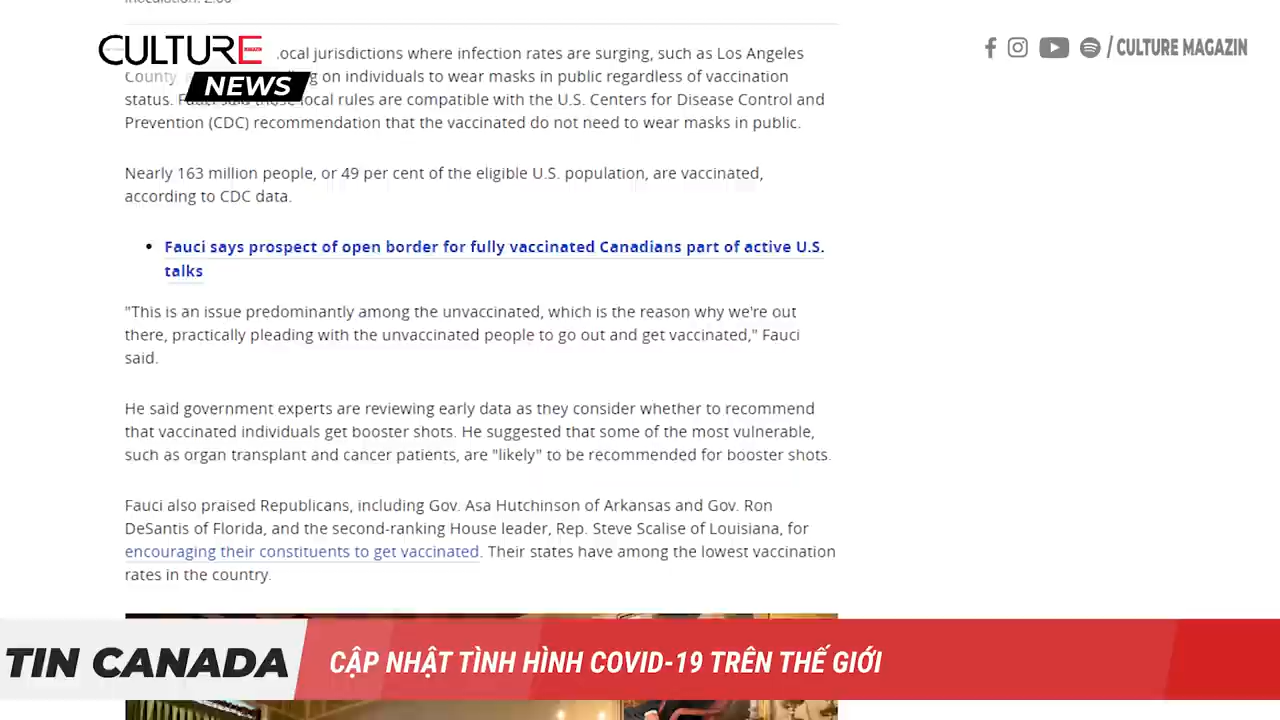 CULTURE
MAGAZIN
NEWS
/ CULTURE MAGAZIN
local jurisdictions where infection rates are surging, such as Los Angeles
County on individuals to wear masks in public regardless of vaccination
status. local rules are compatible with the U.S. Centers for Disease Control and
Prevention (CDC) recommendation that the vaccinated do not need to wear masks in public.
Nearly 163 million people, or 49 per cent of the eligible U.S. population, are vaccinated,
according to CDC data.
• Fauci says prospect of open border for fully vaccinated Canadians part of active U.S.
talks
"This is an issue predominantly among the unvaccinated, which is the reason why we're out
there, practically pleading with the unvaccinated people to go out and get vaccinated," Fauci
said.
He said government experts are reviewing early data as they consider whether to recommend
that vaccinated individuals get booster shots. He suggested that some of the most vulnerable,
such as organ transplant and cancer patients, are "likely" to be recommended for booster shots.
Fauci also praised Republicans, including Gov. Asa Hutchinson of Arkansas and Gov. Ron
DeSantis of Florida, and the second-ranking House leader, Rep. Steve Scalise of Louisiana, for
encouraging their constituents to get vaccinated. Their states have among the lowest vaccination
rates in the country.
TIN CANADA
CẬP NHẬT TÌNH HÌNH COVID-19 TRÊN THẾ GIỚI